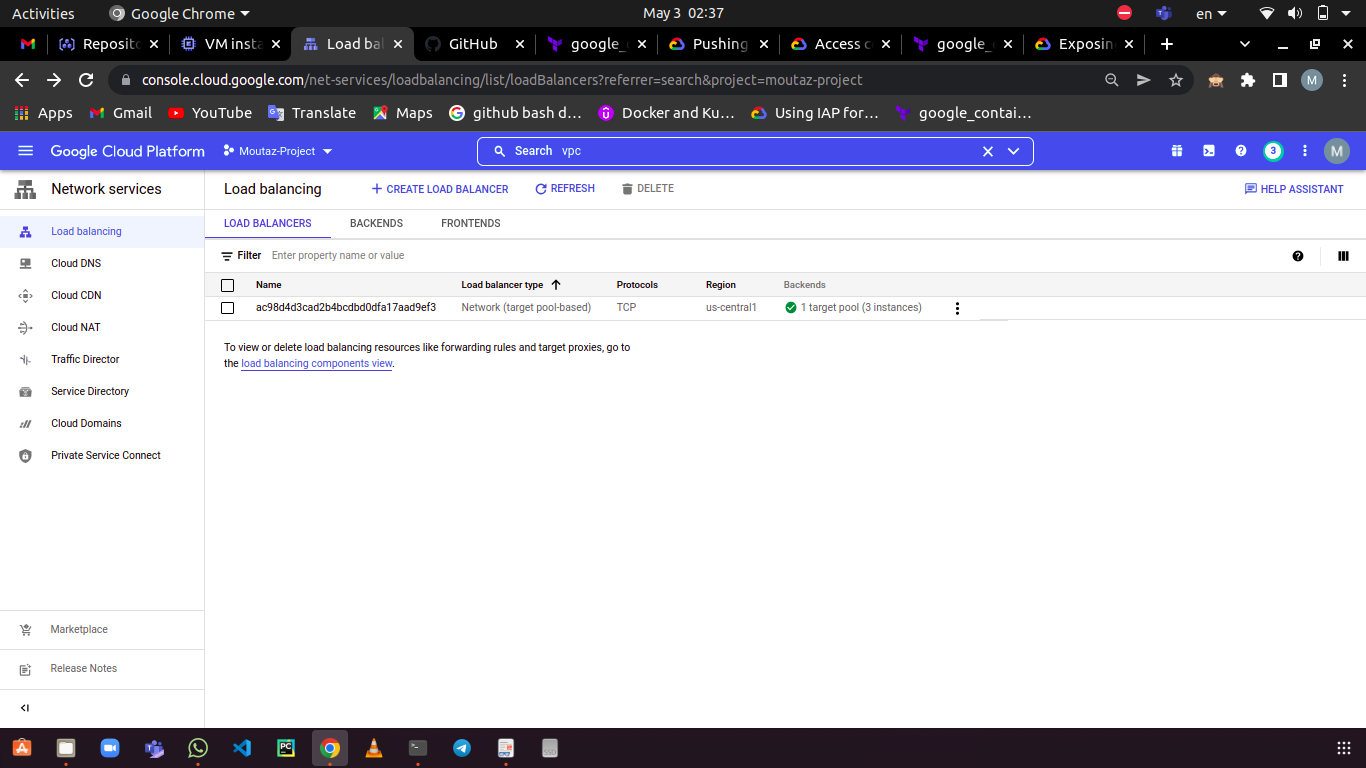 Activities Google Chrome May 3 02:37 en
Reposito VM insta Load bal GitHub google_c Pushing Access c google_c Exposin
console.cloud.google.com/net-services/loadbalancing/list/loadBalancers?referrer=search&project=moutaz-project M
Apps Gmail YouTube Translate Maps github bash d... Docker and Ku... Using IAP for... google_contai...
Google Cloud Platform Moutaz-Project Search vpc 3 M
Network services Load balancing CREATE LOAD BALANCER REFRESH DELETE HELP ASSISTANT
LOAD BALANCERS BACKENDS FRONTENDS
Load balancing
Filter Enter property name or value
Cloud DNS
Name Load balancer type Protocols Region Backends
Cloud CDN
ac98d4d3cad2b4bcdbd0dfa17aad9ef3 Network (target pool-based) TCP us-central1 1 target pool (3 instances)
Cloud NAT
To view or delete load balancing resources like forwarding rules and target proxies, go to
the load balancing components view.
Traffic Director
Service Directory
Cloud Domains
Private Service Connect
Marketplace
Release Notes
PC